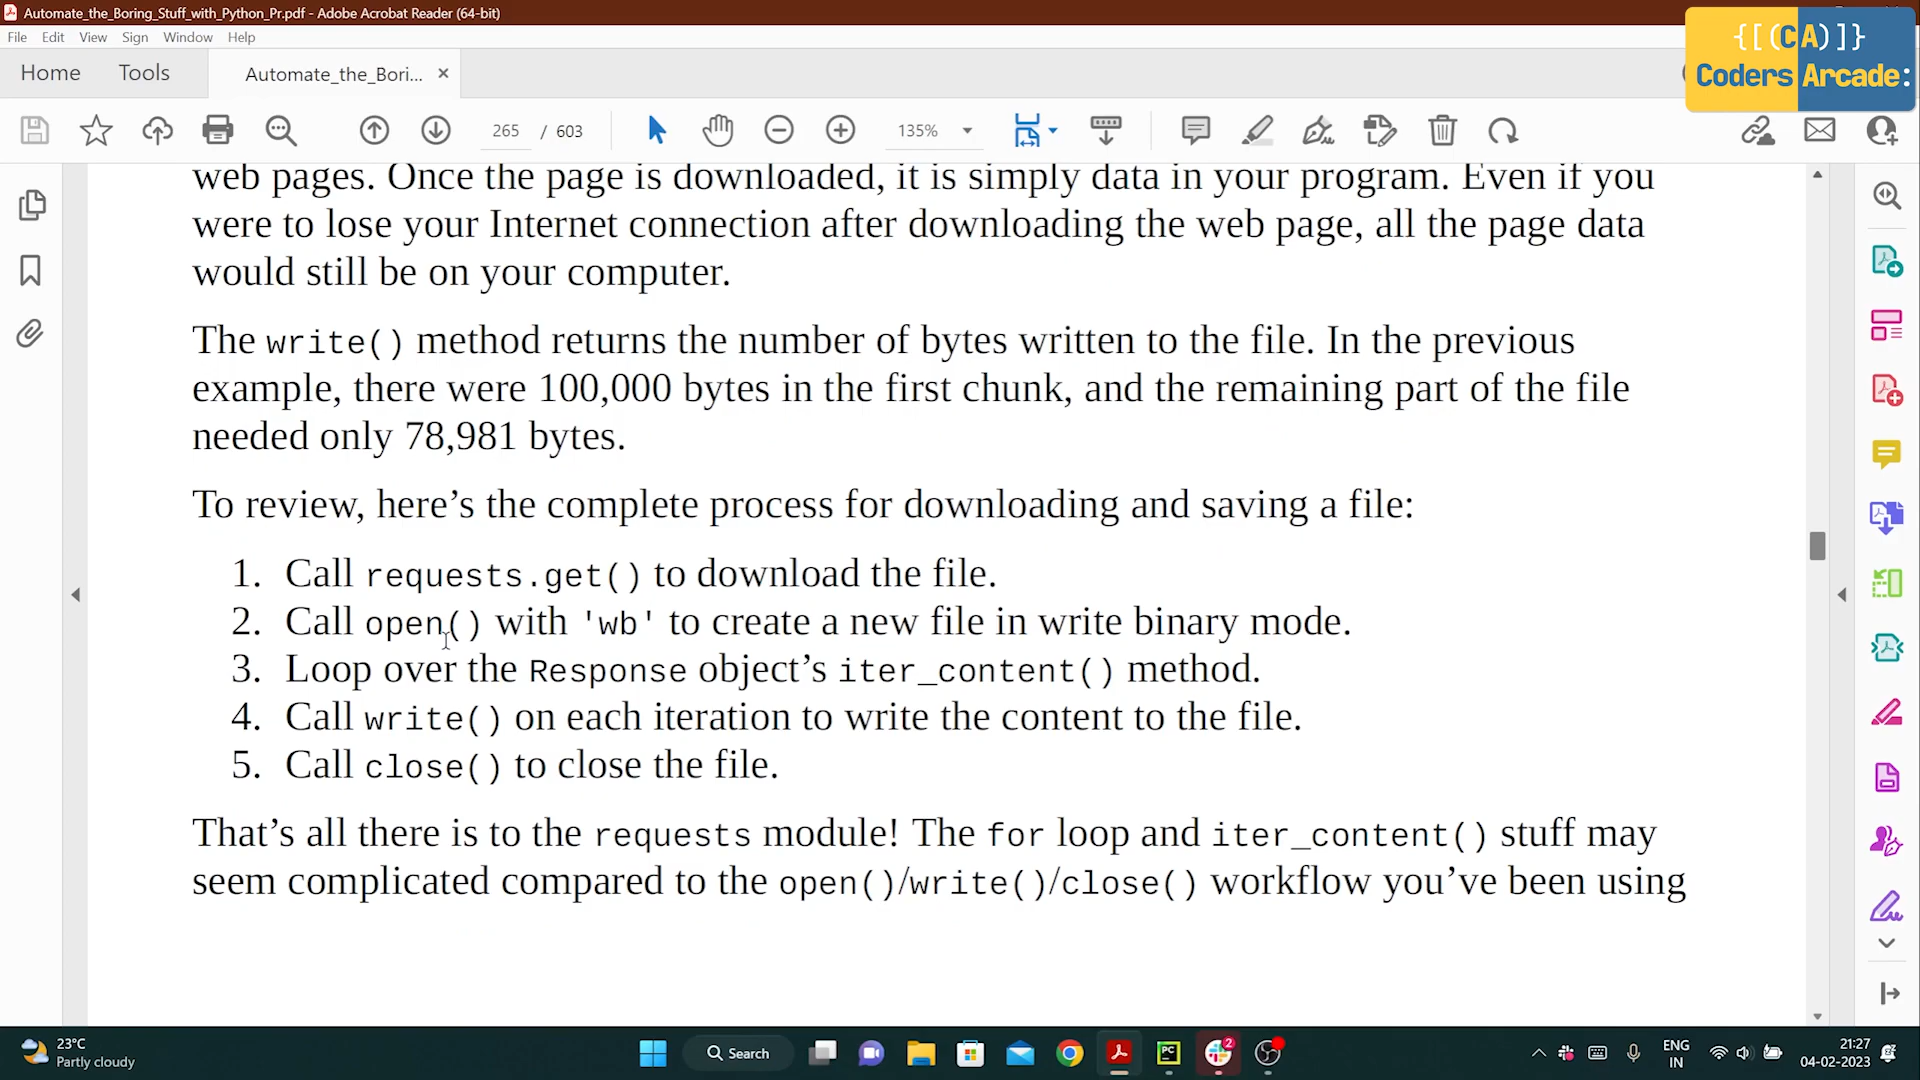 Automate_the_Boring_Stuff_with_Python_Pr.pdf - Adobe Acrobat Reader (64-bit)
File Edit View Sign Window Help
{[(CA)]}
Coders Arcade:
Home Tools Automate_the_Bori... ×
265 / 603 135%
web pages. Once the page is downloaded, it is simply data in your program. Even if you
were to lose your Internet connection after downloading the web page, all the page data
would still be on your computer.
The write() method returns the number of bytes written to the file. In the previous
example, there were 100,000 bytes in the first chunk, and the remaining part of the file
needed only 78,981 bytes.
To review, here’s the complete process for downloading and saving a file:
1. Call requests.get() to download the file.
2. Call open() with 'wb' to create a new file in write binary mode.
3. Loop over the Response object’s iter_content() method.
4. Call write() on each iteration to write the content to the file.
5. Call close() to close the file.
That’s all there is to the requests module! The for loop and iter_content() stuff may
seem complicated compared to the open()/write()/close() workflow you’ve been using
23°C
Partly cloudy
Search
PC
2
ENG
IN
21:27
04-02-2023